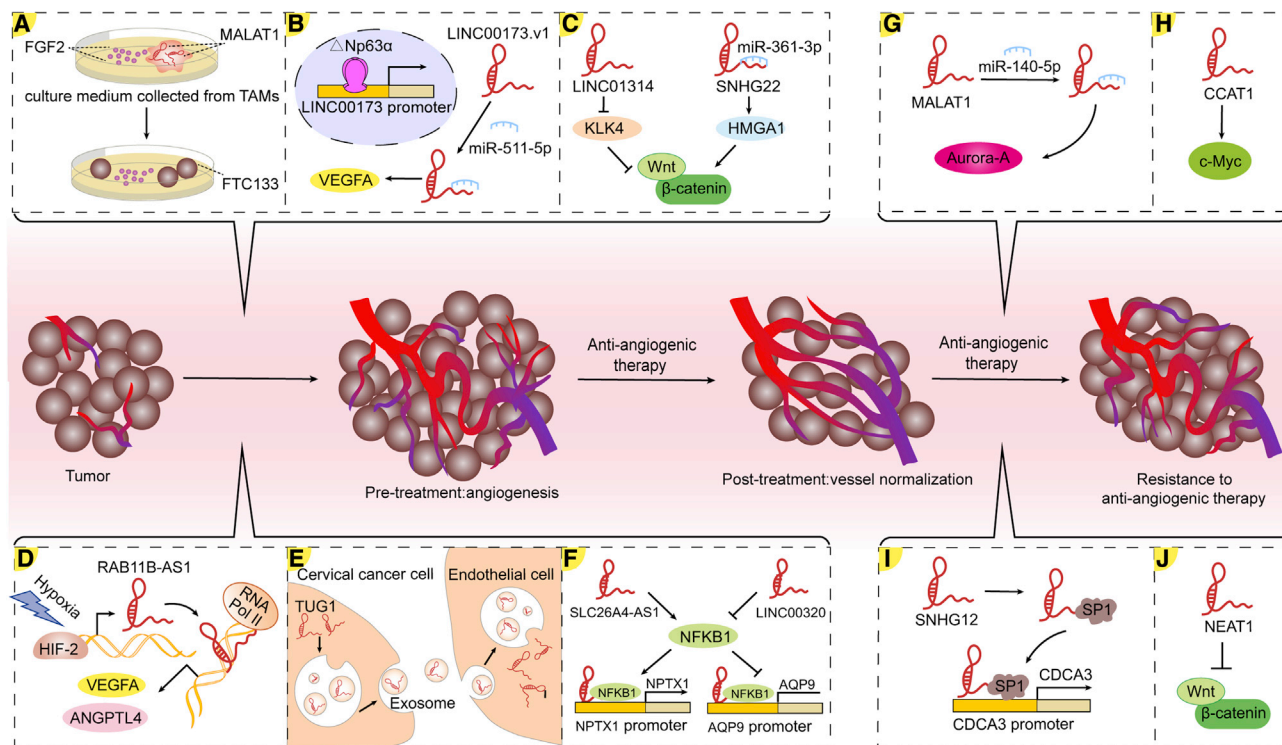 A
FGF2
MALAT1
culture medium collected from TAMs
FTC133
B
△Np63α
LINC00173 promoter
LINC00173.v1
miR-511-5p
VEGFA
C
miR-361-3p
LINC01314
SNHG22
KLK4
HMGA1
Wnt
β-catenin
G
miR-140-5p
MALAT1
Aurora-A
H
CCAT1
c-Myc
Anti-angiogenic
therapy
Anti-angiogenic
therapy
Tumor
Pre-treatment:angiogenesis
Post-treatment:vessel normalization
Resistance to
anti-angiogenic therapy
D
Hypoxia
RAB11B-AS1
RNA
Pol II
HIF-2
VEGFA
ANGPTL4
E
Cervical cancer cell
Endothelial cell
TUG1
Exosome
F
SLC26A4-AS1
LINC00320
NFKB1
NFKB1
NPTX1
NFKB1
AQP9
NPTX1 promoter
AQP9 promoter
I
SNHG12
SP1
SP1
CDCA3
CDCA3 promoter
J
NEAT1
Wnt
β-catenin